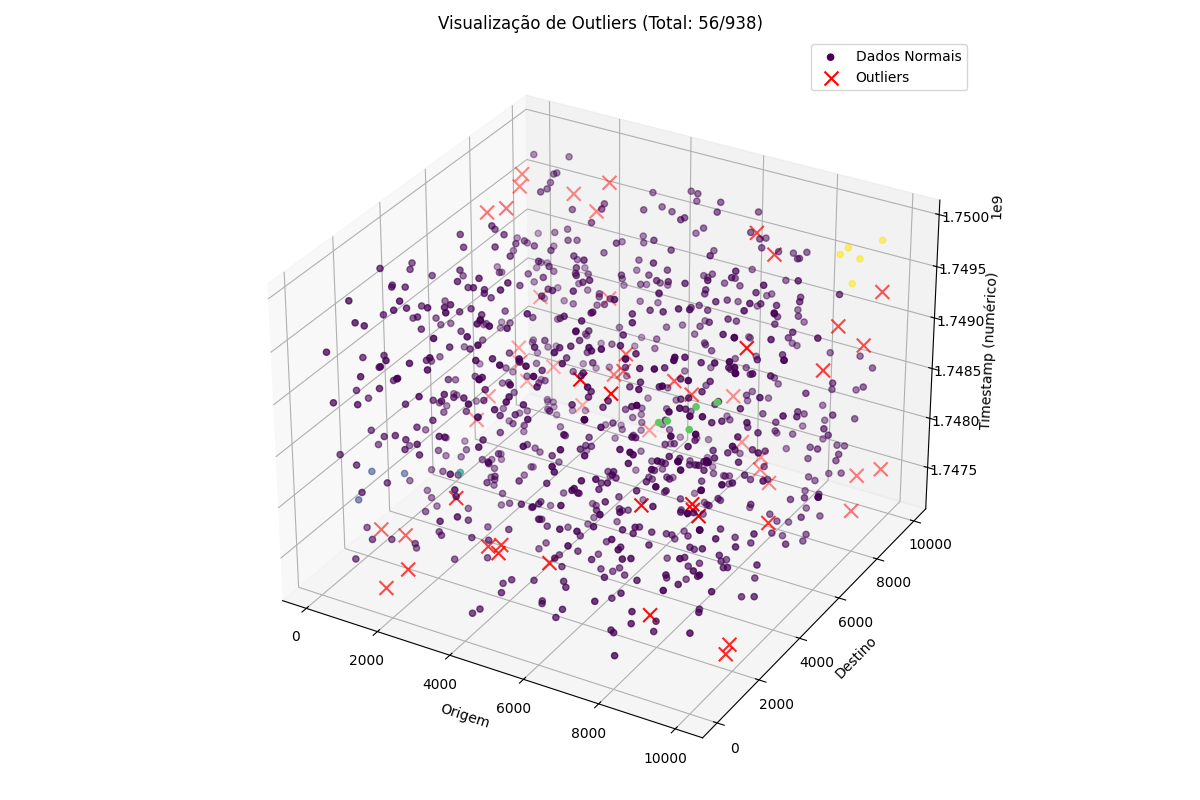 Visualização de Outliers (Total: 56/938)
Dados Normais
Outliers
1e9
1.7500
1.7495
1.7490
1.7485
1.7480
1.7475
Timestamp (numérico)
10000
8000
6000
4000
2000
0
Destino
0
2000
4000
6000
8000
10000
Origem